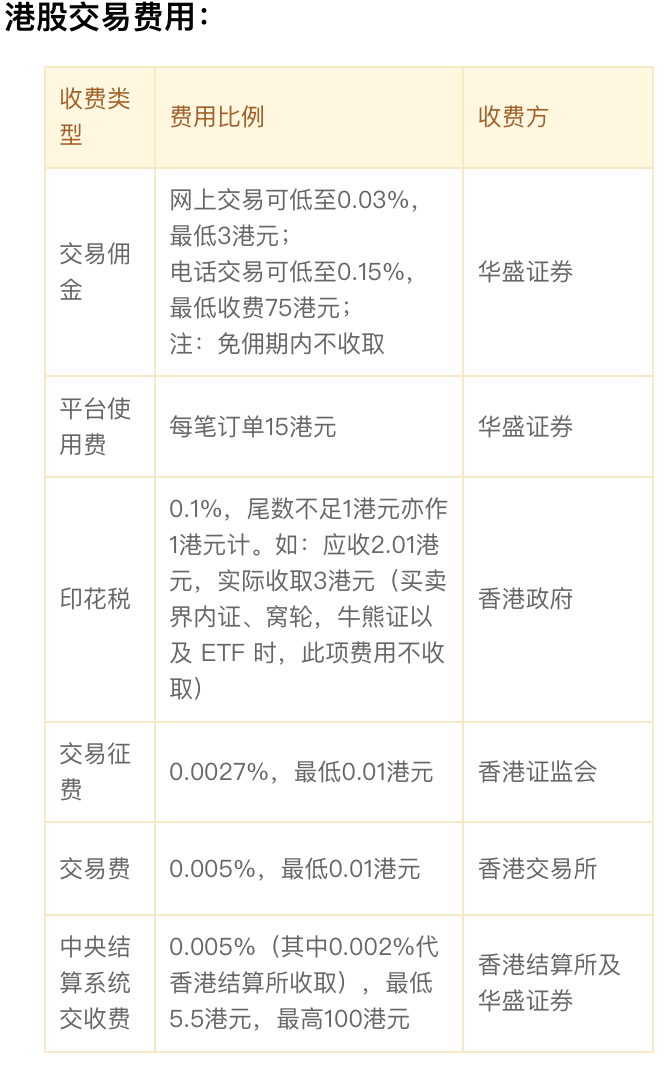 港股交易费用：
收费类
型
费用比例
收费方
交易佣
金
网上交易可低至0.03%，
最低3港元；
电话交易可低至0.15%，
最低收费75港元；
注：免佣期内不收取
华盛证券
平台使
用费
每笔订单15港元
华盛证券
印花税
0.1%，尾数不足1港元亦作
1港元计。如：应收2.01港
元，实际收取3港元（买卖
界内证、窝轮，牛熊证以
及 ETF 时，此项费用不收
取）
香港政府
交易征
费
0.0027%，最低0.01港元
香港证监会
交易费
0.005%，最低0.01港元
香港交易所
中央结
算系统
交收费
0.005%（其中0.002%代
香港结算所收取），最低
5.5港元，最高100港元
香港结算所及
华盛证券